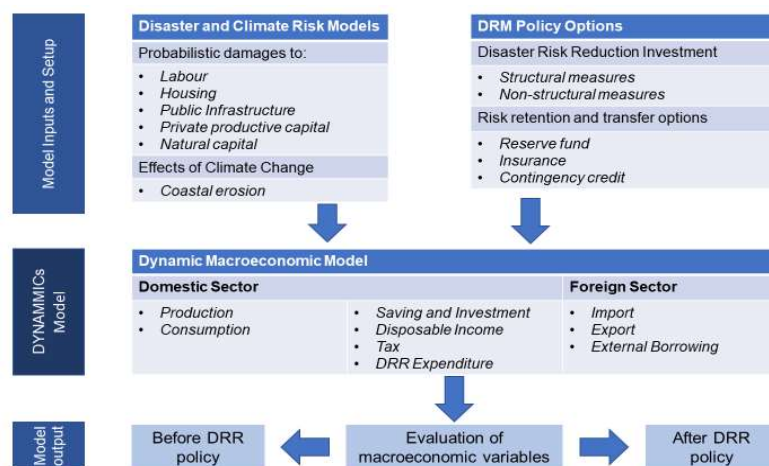 Model Inputs and Setup
Disaster and Climate Risk Models
Probabilistic damages to:
• Labour
• Housing
• Public Infrastructure
• Private productive capital
• Natural capital
Effects of Climate Change
• Coastal erosion
DRM Policy Options
Disaster Risk Reduction Investment
• Structural measures
• Non-structural measures
Risk retention and transfer options
• Reserve fund
• Insurance
• Contingency credit
DYNAMMICs
Model
Dynamic Macroeconomic Model
Domestic Sector
• Production
• Consumption
• Saving and Investment
• Disposable Income
• Tax
• DRR Expenditure
Foreign Sector
• Import
• Export
• External Borrowing
Model
output
Before DRR
policy
Evaluation of
macroeconomic variables
After DRR
policy